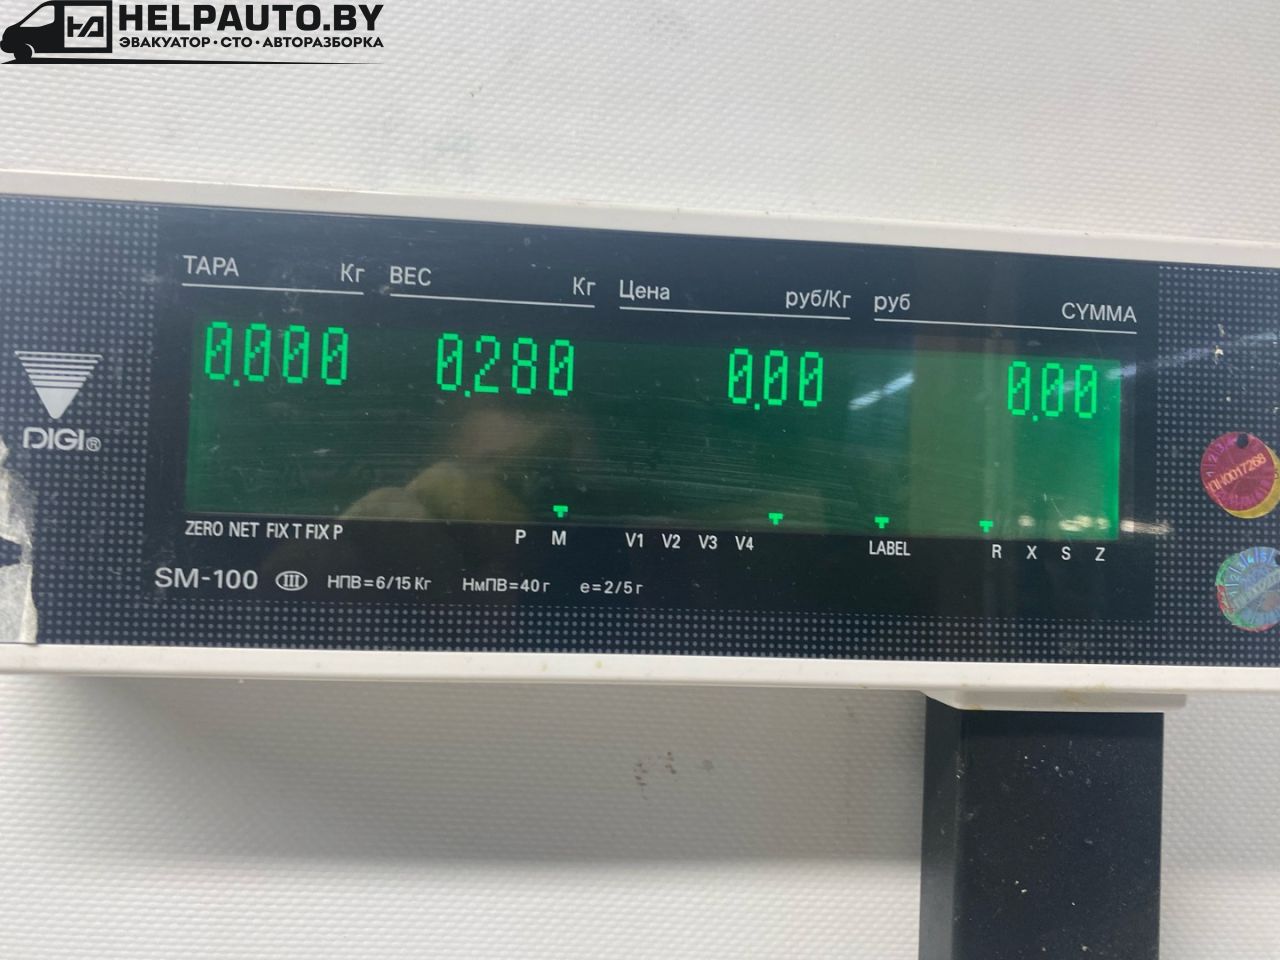 HELPAUTO.BY
ЭВАКУАТОР·СТО·АВТОРАЗБОРКА
ТАРА Кг ВЕС Кг Цена руб/Кг руб СУММА
0.000 0.280 0.00 0.00
DIGI®
ZERO NET FIX T FIX P P M V1 V2 V3 V4 LABEL R X S Z
SM-100 III НПВ=6/15 Кг НмПВ=40 г е=2/5 г
0017268